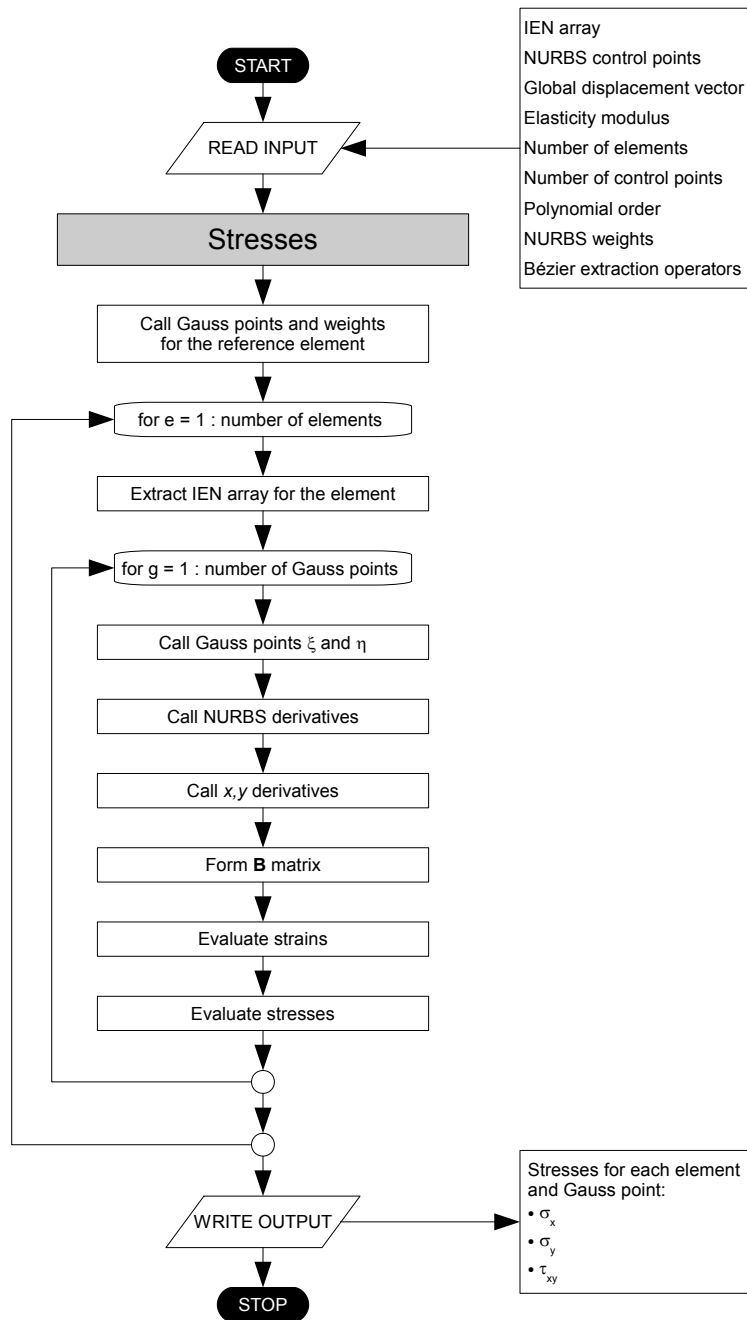 IEN array
NURBS control points
Global displacement vector
Elasticity modulus
Number of elements
Number of control points
Polynomial order
NURBS weights
Bézier extraction operators
START
READ INPUT
Stresses
Call Gauss points and weights
for the reference element
for e = 1 : number of elements
Extract IEN array for the element
for g = 1 : number of Gauss points
Call Gauss points ξ and η
Call NURBS derivatives
Call x,y derivatives
Form B matrix
Evaluate strains
Evaluate stresses
WRITE OUTPUT
Stresses for each element
and Gauss point:
• σx
• σy
• τxy
STOP